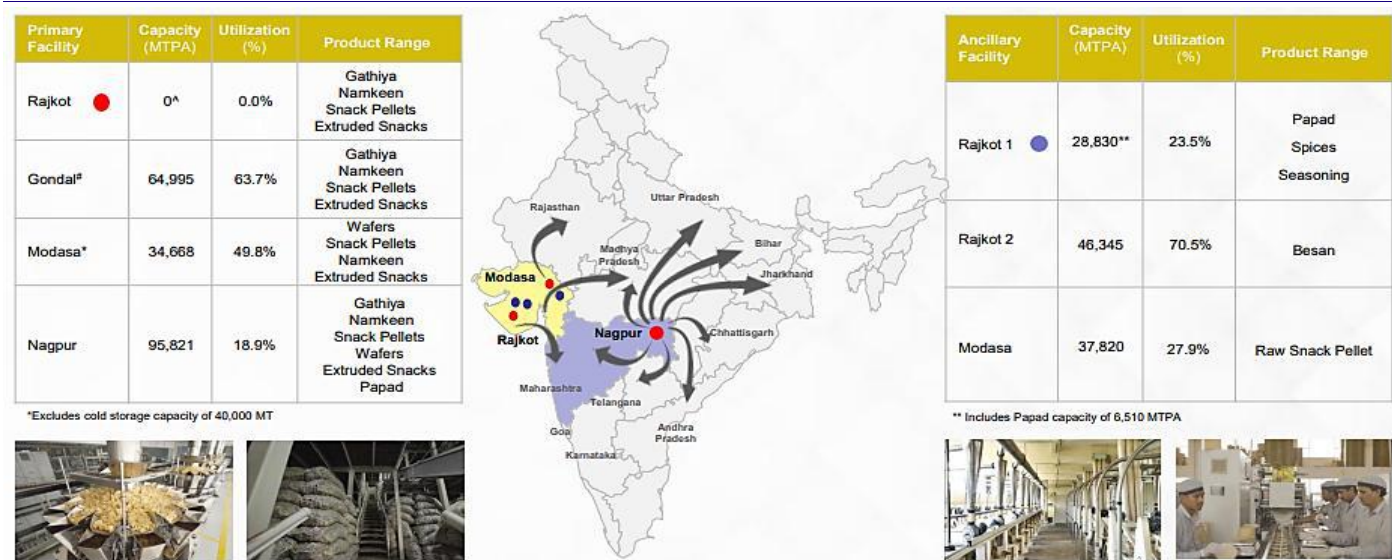 Primary Facility
Capacity (MTPA)
Utilization (%)
Product Range
Rajkot
0^
0.0%
Gathiya
Namkeen
Snack Pellets
Extruded Snacks
Gondal#
64,995
63.7%
Gathiya
Namkeen
Snack Pellets
Extruded Snacks
Modasa*
34,668
49.8%
Wafers
Snack Pellets
Namkeen
Extruded Snacks
Nagpur
95,821
18.9%
Gathiya
Namkeen
Snack Pellets
Wafers
Extruded Snacks
Papad
*Excludes cold storage capacity of 40,000 MT
Rajasthan
Uttar Pradesh
Madhya
Pradesh
Bihar
Jharkhand
Modasa
Rajkot
Nagpur
Chhattisgarh
Maharashtra
Telangana
Goa
Andhra
Pradesh
Karnataka
Ancillary Facility
Capacity (MTPA)
Utilization (%)
Product Range
Rajkot 1
28,830**
23.5%
Papad
Spices
Seasoning
Rajkot 2
46,345
70.5%
Besan
Modasa
37,820
27.9%
Raw Snack Pellet
** Includes Papad capacity of 6,510 MTPA